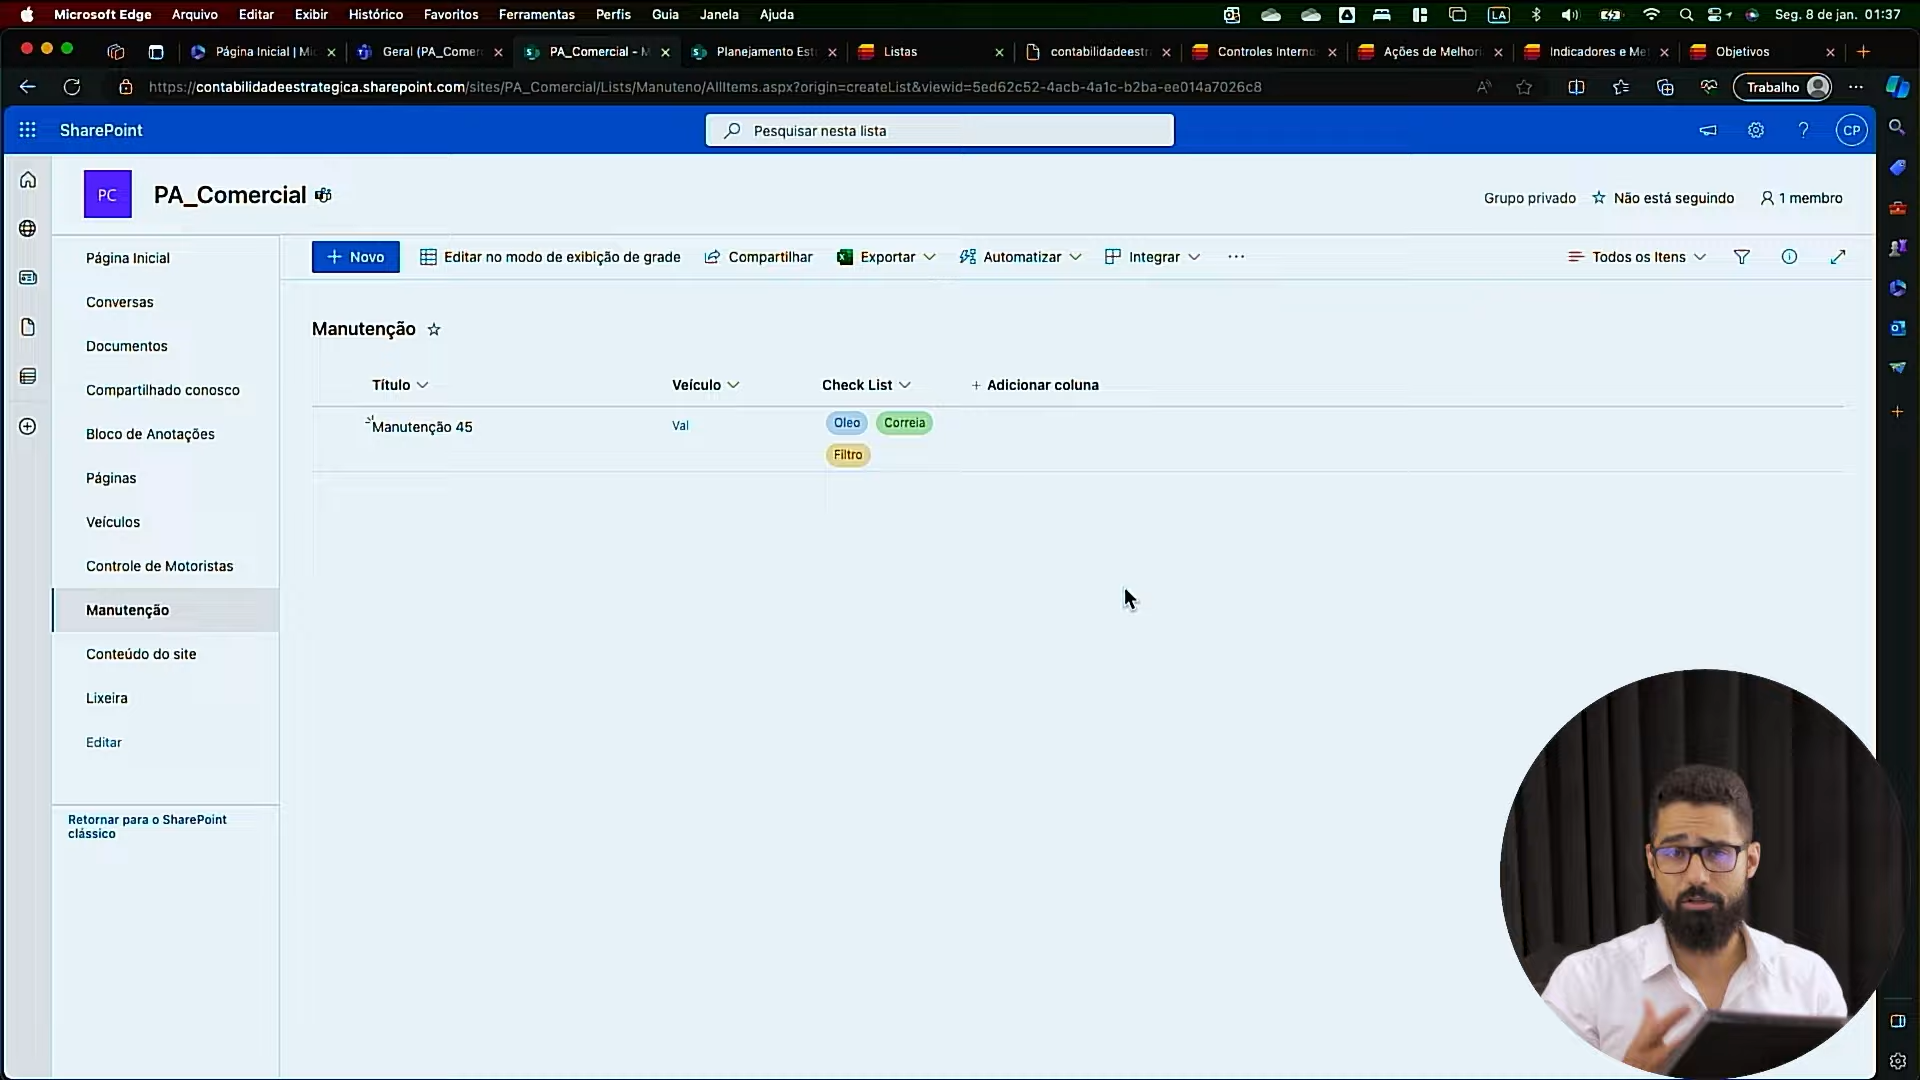 Microsoft Edge Arquivo Editar Exibir Histórico Favoritos Ferramentas Perfis Guia Janela Ajuda
LA
Seg. 8 de jan. 01:37
Página Inicial | Mi
Geral (PA_Comer
PA_Comercial - M
Planejamento Est
Listas
contabilidadeestr
Controles Interno
Ações de Melhori
Indicadores e Me
Objetivos
https://contabilidadeestrategica.sharepoint.com/sites/PA_Comercial/Lists/Manuteno/AllItems.aspx?origin=createList&viewid=5ed62c52-4acb-4a1c-b2ba-ee014a7026c8
Trabalho
SharePoint
Pesquisar nesta lista
?
CP
PC
PA_Comercial
Grupo privado
Não está seguindo
1 membro
+ Novo
Editar no modo de exibição de grade
Compartilhar
Exportar
Automatizar
Integrar
...
Todos os Itens
Página Inicial
Conversas
Documentos
Compartilhado conosco
Bloco de Anotações
Páginas
Veículos
Controle de Motoristas
Manutenção
Conteúdo do site
Lixeira
Editar
Retornar para o SharePoint
clássico
Manutenção
Título
Veículo
Check List
+ Adicionar coluna
Manutenção 45
Val
Oleo
Correia
Filtro